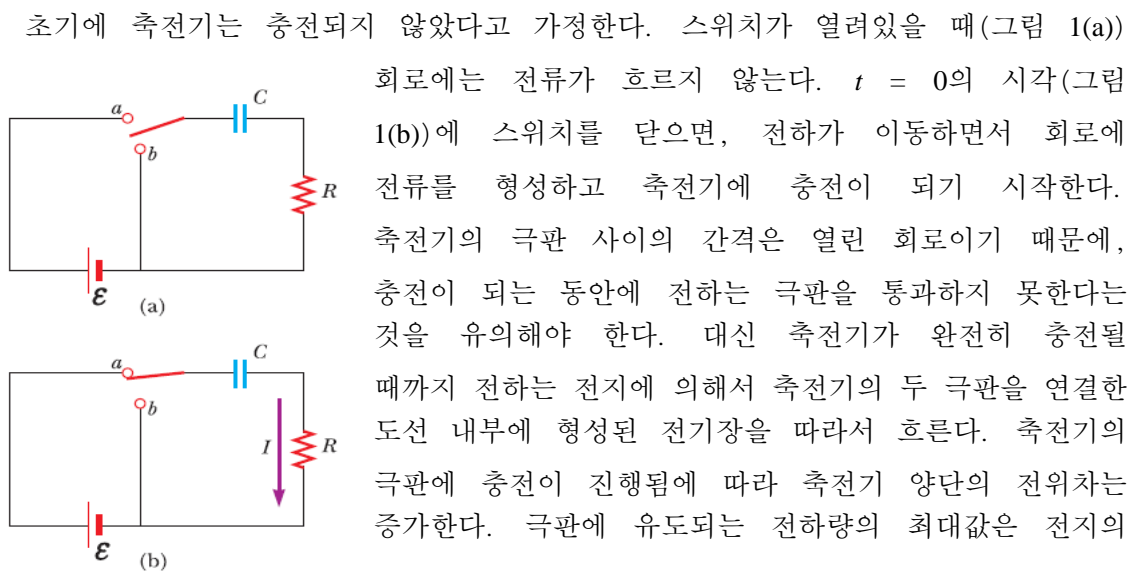 초기에 축전기는 충전되지 않았다고 가정한다. 스위치가 열려있을 때(그림 1(a))
회로에는 전류가 흐르지 않는다. t = 0의 시각(그림
1(b))에 스위치를 닫으면, 전하가 이동하면서 회로에
전류를 형성하고 축전기에 충전이 되기 시작한다.
축전기의 극판 사이의 간격은 열린 회로이기 때문에,
충전이 되는 동안에 전하는 극판을 통과하지 못한다는
것을 유의해야 한다. 대신 축전기가 완전히 충전될
때까지 전하는 전지에 의해서 축전기의 두 극판을 연결한
도선 내부에 형성된 전기장을 따라서 흐른다. 축전기의
극판에 충전이 진행됨에 따라 축전기 양단의 전위차는
증가한다. 극판에 유도되는 전하량의 최대값은 전지의
a
C
b
R
ε
(a)
a
C
b
I
R
ε
(b)